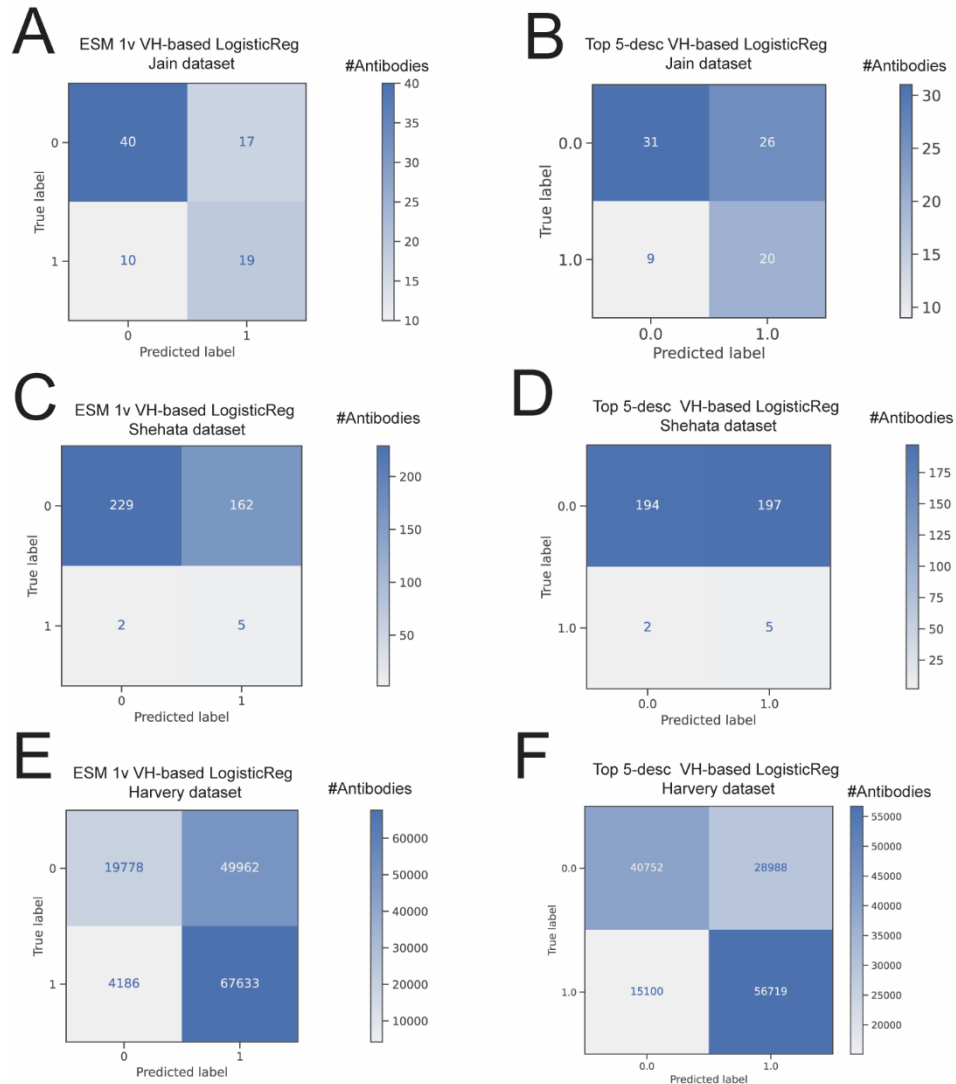 A
ESM 1v VH-based LogisticReg
Jain dataset
#Antibodies
True label
0
1
40
17
10
19
0
1
Predicted label
40
35
30
25
20
15
10
B
Top 5-desc VH-based LogisticReg
Jain dataset
#Antibodies
True label
0.0
1.0
31
26
9
20
0.0
1.0
Predicted label
30
25
20
15
10
C
ESM 1v VH-based LogisticReg
Shehata dataset
#Antibodies
True label
0
1
229
162
2
5
0
1
Predicted label
200
150
100
50
D
Top 5-desc VH-based LogisticReg
Shehata dataset
#Antibodies
True label
0.0
1.0
194
197
2
5
0.0
1.0
Predicted label
175
150
125
100
75
50
25
E
ESM 1v VH-based LogisticReg
Harvery dataset
#Antibodies
True label
0
1
19778
49962
4186
67633
0
1
Predicted label
60000
50000
40000
30000
20000
10000
F
Top 5-desc VH-based LogisticReg
Harvery dataset
#Antibodies
True label
0.0
1.0
40752
28988
15100
56719
0.0
1.0
Predicted label
55000
50000
45000
40000
35000
30000
25000
20000